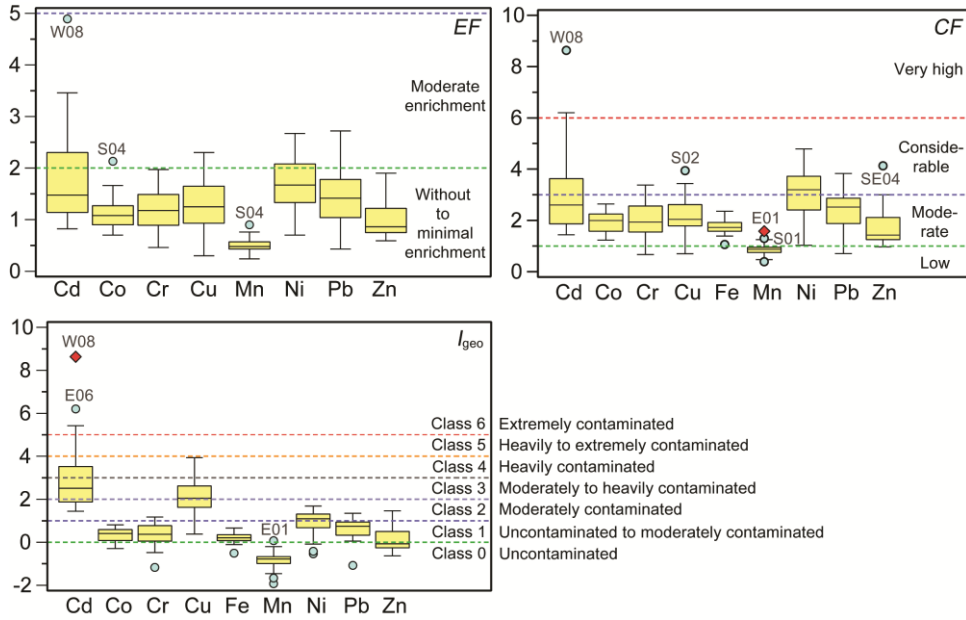 5
4
3
2
1
0
EF
W08
S04
S04
Moderate
enrichment
Without to
minimal
enrichment
Cd Co Cr Cu Mn Ni Pb Zn
10
8
6
4
2
0
CF
W08
S02
E01
S01
SE04
Very high
Conside-
rable
Mode-
rate
Low
Cd Co Cr Cu Fe Mn Ni Pb Zn
10
8
6
4
2
0
-2
Igeo
W08
E06
E01
Class 6 Extremely contaminated
Class 5 Heavily to extremely contaminated
Class 4 Heavily contaminated
Class 3 Moderately to heavily contaminated
Class 2 Moderately contaminated
Class 1 Uncontaminated to moderately contaminated
Class 0 Uncontaminated
Cd Co Cr Cu Fe Mn Ni Pb Zn